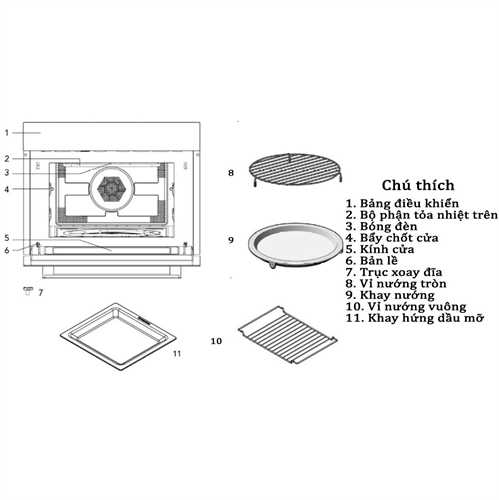 1
2
3
4
5
6
7
8
9
10
11
Chú thích
1. Bảng điều khiển
2. Bộ phận tỏa nhiệt trên
3. Bóng đèn
4. Bẩy chốt cửa
5. Kính cửa
6. Bản lề
7. Trục xoay đĩa
8. Vỉ nướng tròn
9. Khay nướng
10. Vỉ nướng vuông
11. Khay hứng dầu mỡ